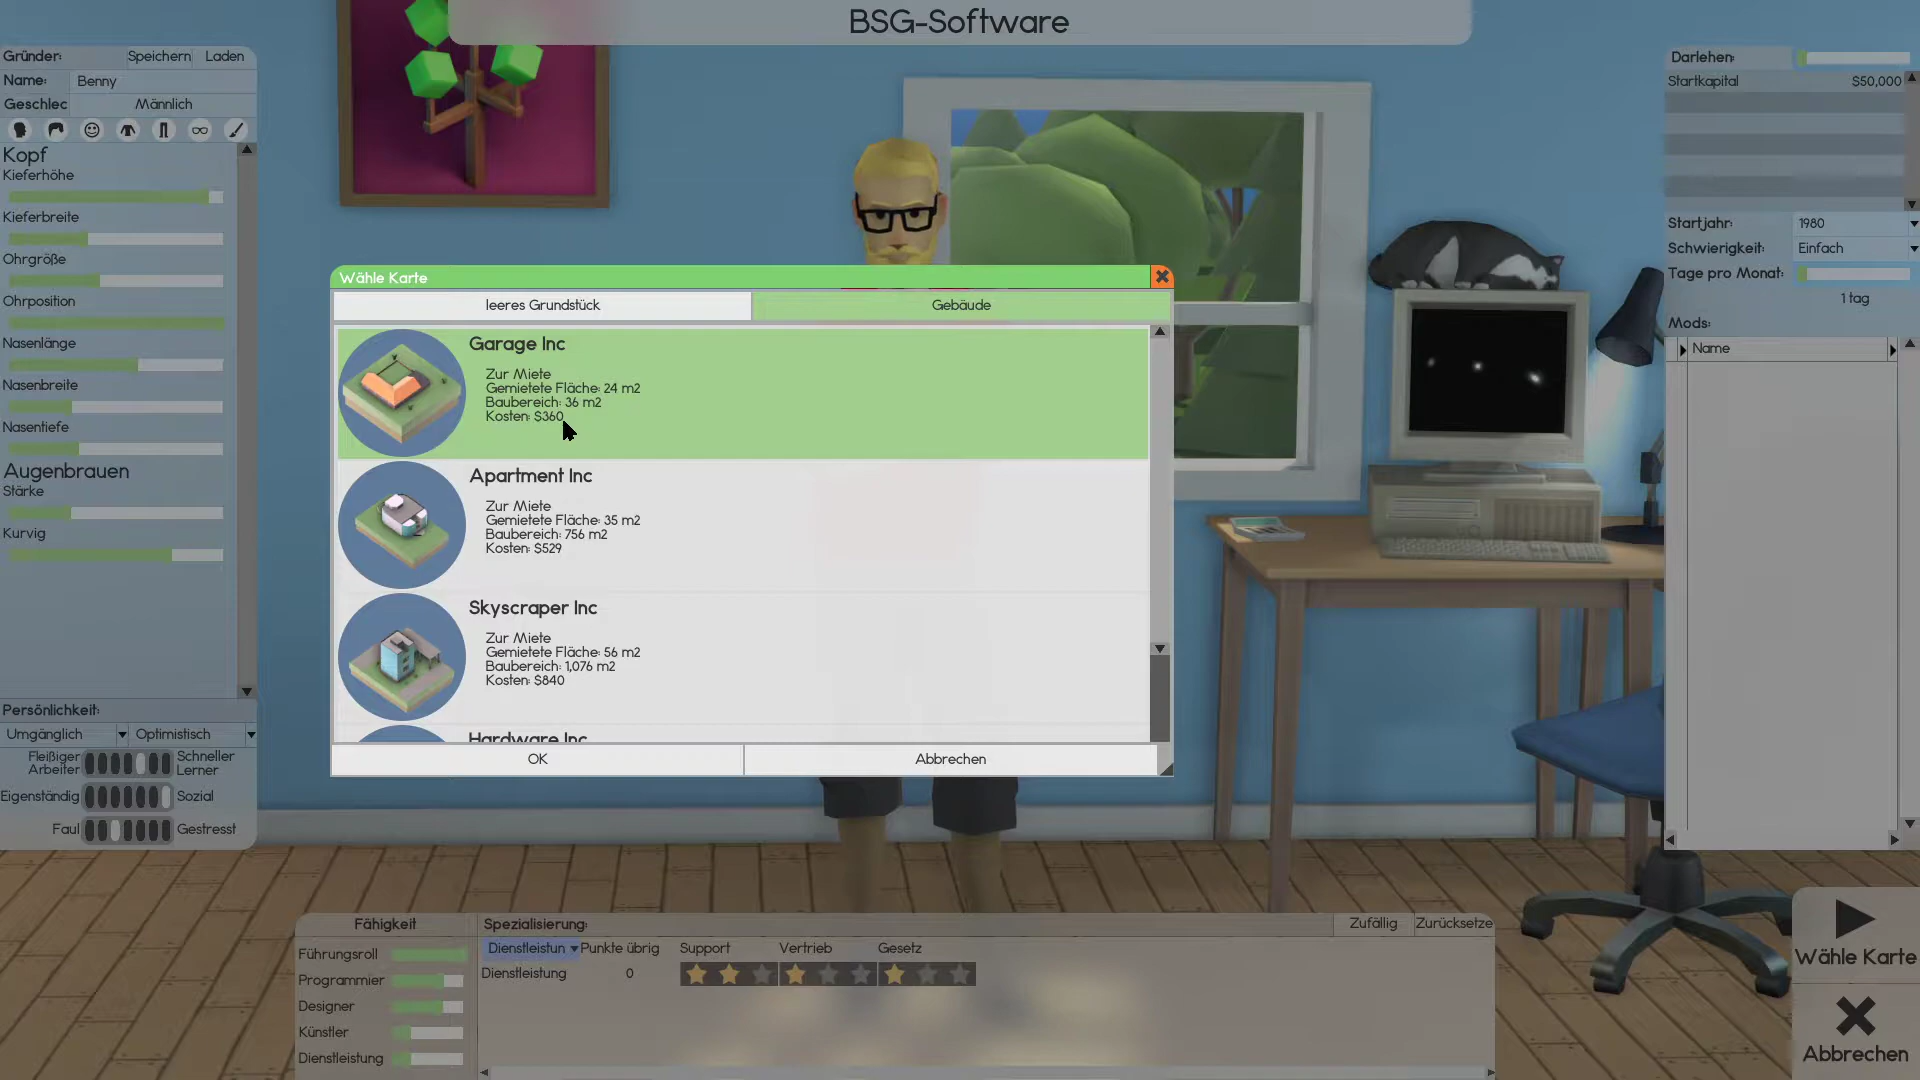 BSG-Software
Gründer:
Speichern
Laden
Name:
Benny
Geschlec
Männlich
Kopf
Kieferhöhe
Kieferbreite
Ohrgröße
Ohrposition
Nasenlänge
Nasenbreite
Nasentiefe
Augenbrauen
Stärke
Kurvig
Persönlichkeit:
Umgänglich
Optimistisch
Fleißiger
Arbeiter
Schneller
Lerner
Eigenständig
Sozial
Faul
Gestresst
Wähle Karte
leeres Grundstück
Gebäude
Garage Inc
Zur Miete
Gemietete Fläche: 24 m2
Baubereich: 36 m2
Kosten: $360
Apartment Inc
Zur Miete
Gemietete Fläche: 35 m2
Baubereich: 756 m2
Kosten: $529
Skyscraper Inc
Zur Miete
Gemietete Fläche: 56 m2
Baubereich: 1,076 m2
Kosten: $840
Hardware Inc
OK
Abbrechen
Darlehen:
Startkapital
$50,000
Startjahr:
1980
Schwierigkeit:
Einfach
Tage pro Monat:
1 tag
Mods:
Name
Fähigkeit
Führungsroll
Programmier
Designer
Künstler
Dienstleistung
Spezialisierung:
Zufällig
Zurücksetze
Dienstleistun
Punkte übrig
Support
Vertrieb
Gesetz
Dienstleistung
0
Wähle Karte
Abbrechen